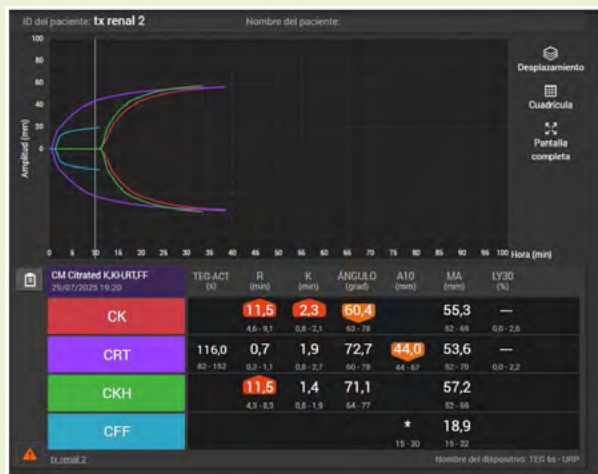 ID del paciente: tx renal 2 Nombre del paciente:
100
80
60
40
20
0
Amplitud (mm)
Desplazamiento
Cuadrícula
Pantalla
completa
0 5 10 15 20 25 30 35 40 45 50 55 60 65 70 75 80 85 90 95 100 Hora (min)
CM Citrated K,KH,RT,FF TEG-ACT R K ÁNGULO A10 MA LY30
29/07/2025 19:20 (s) (min) (min) (grad) (mm) (mm) (%)
CK 11,5 2,3 60,4 55,3 —
4,6 - 9,1 0,8 - 2,1 63 - 78 52 - 69 0,0 - 2,6
CRT 116,0 0,7 1,9 72,7 44,0 53,6 —
82 - 152 0,3 - 1,1 0,8 - 2,7 60 - 78 44 - 67 52 - 70 0,0 - 2,2
CKH 11,5 1,4 71,1 57,2
4,3 - 8,3 0,8 - 1,9 64 - 77 52 - 69
CFF * 18,9
15 - 30 15 - 32
tx renal 2 Nombre del dispositivo: TEG 6s - URP